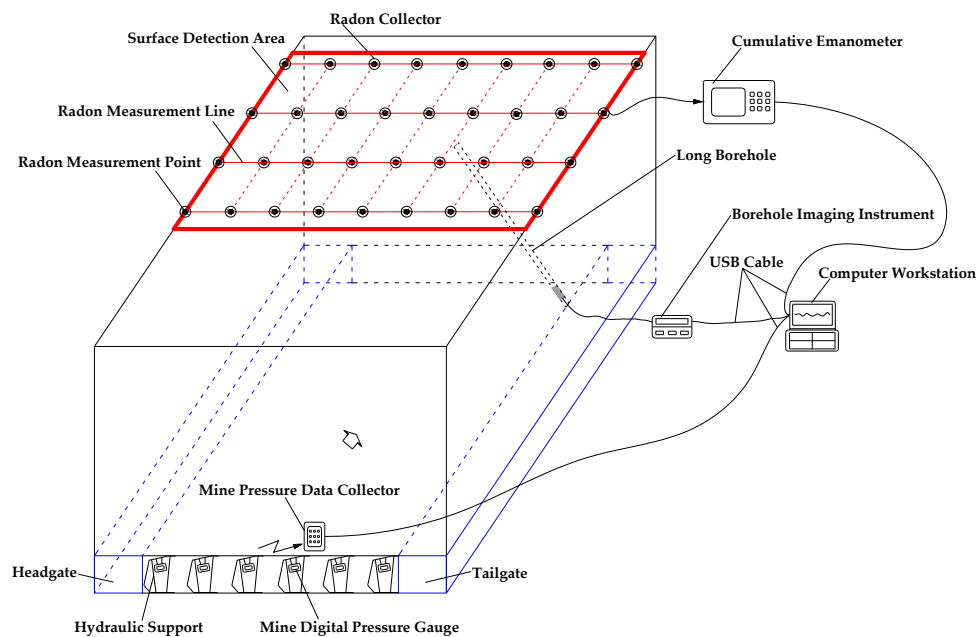 Radon Collector
Surface Detection Area
Cumulative Emanometer
Radon Measurement Line
Radon Measurement Point
Long Borehole
Borehole Imaging Instrument
USB Cable
Computer Workstation
Mine Pressure Data Collector
Headgate
Tailgate
Hydraulic Support
Mine Digital Pressure Gauge